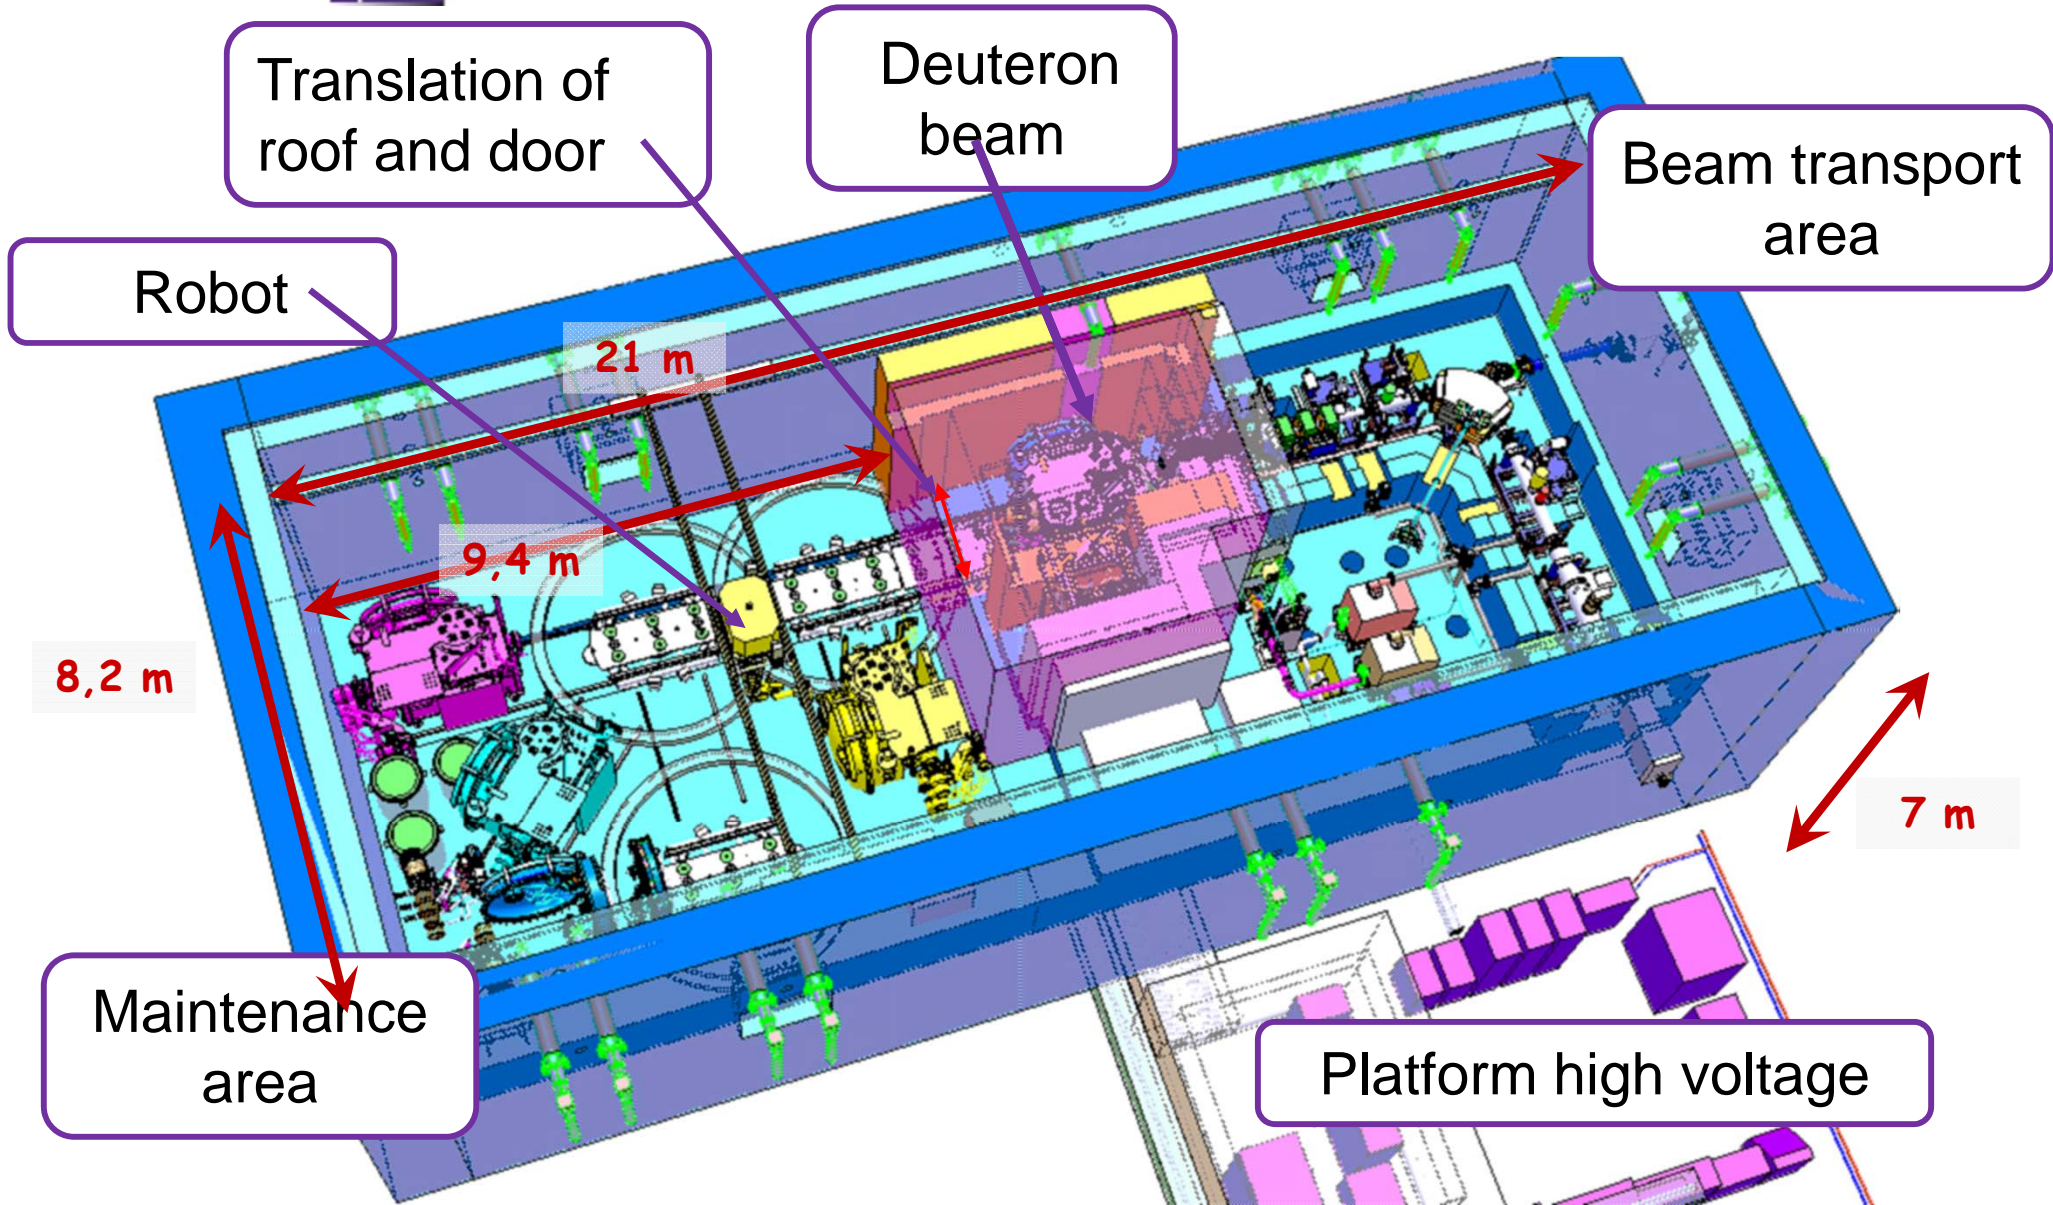 Translation of
roof and door
Deuteron
beam
Beam transport
area
Robot
21 m
9,4 m
8,2 m
7 m
Maintenance
area
Platform high voltage